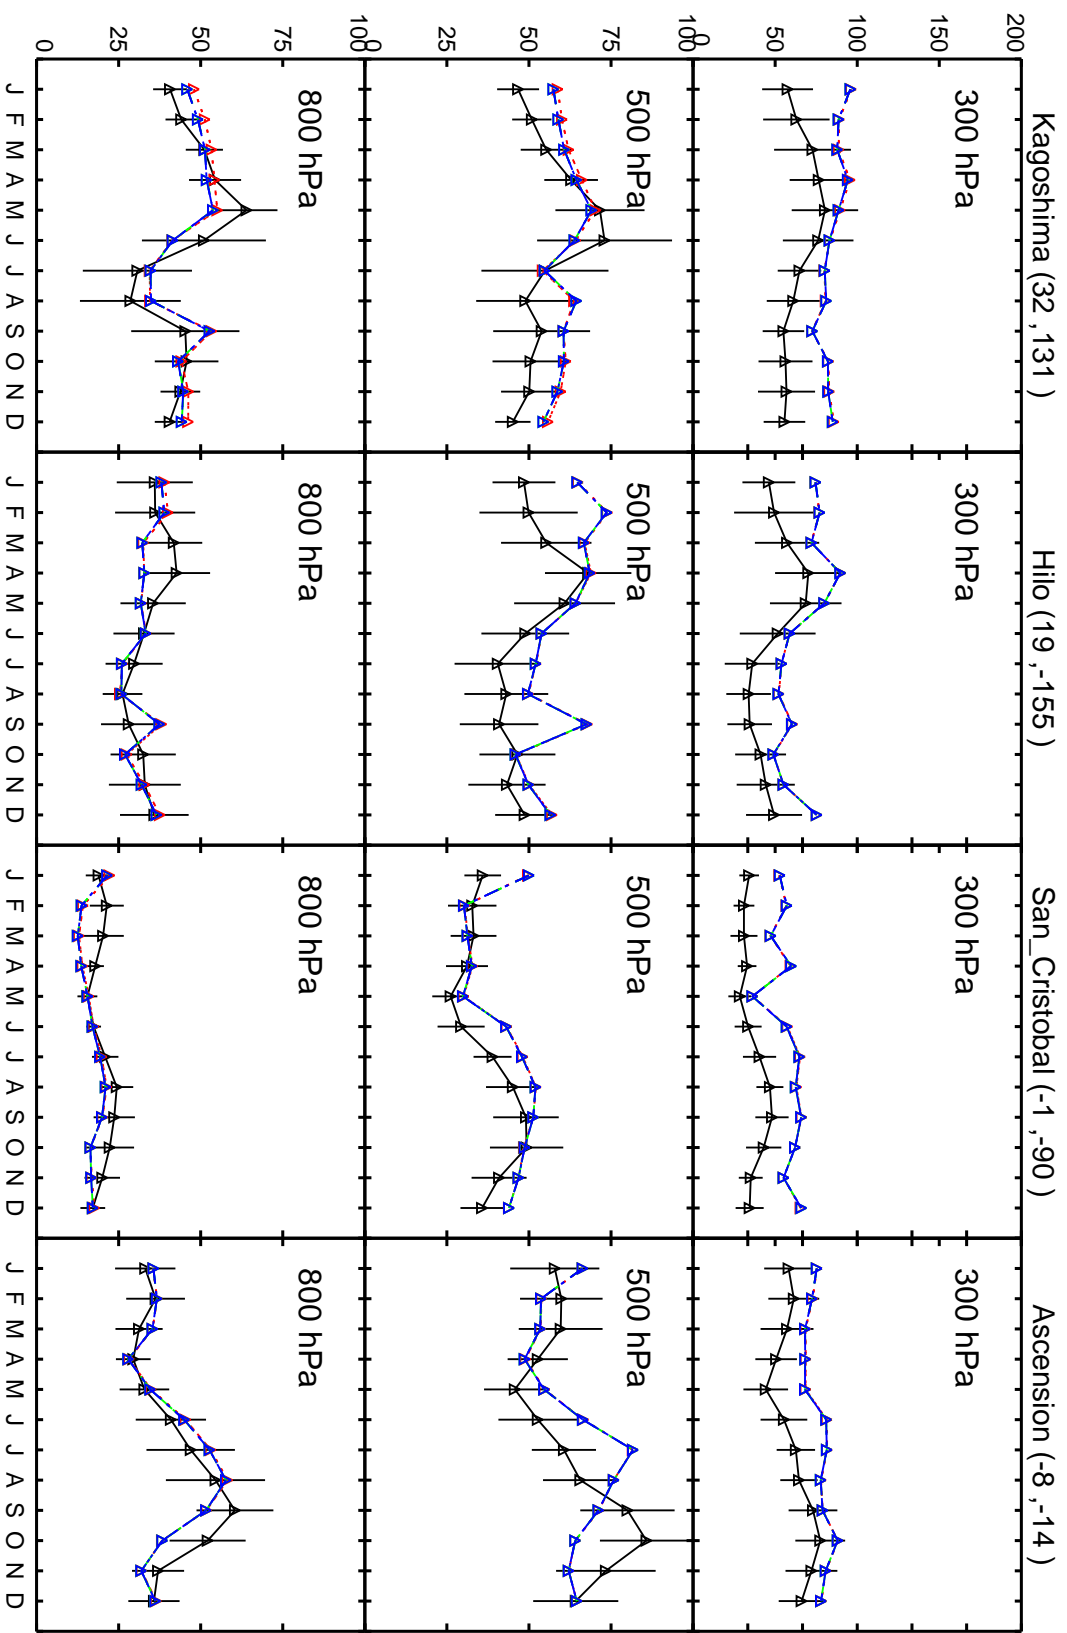 Kagoshima (32 ,131 )
Hilo (19 ,-155 )
San_Cristobal (-1 ,-90 )
Ascension (-8 ,-14 )
200
150
100
50
0
300 hPa
300 hPa
300 hPa
300 hPa
100
75
50
25
0
500 hPa
500 hPa
500 hPa
500 hPa
100
75
50
25
0
800 hPa
800 hPa
800 hPa
800 hPa
J F M A M J J A S O N D
J F M A M J J A S O N D
J F M A M J J A S O N D
J F M A M J J A S O N D